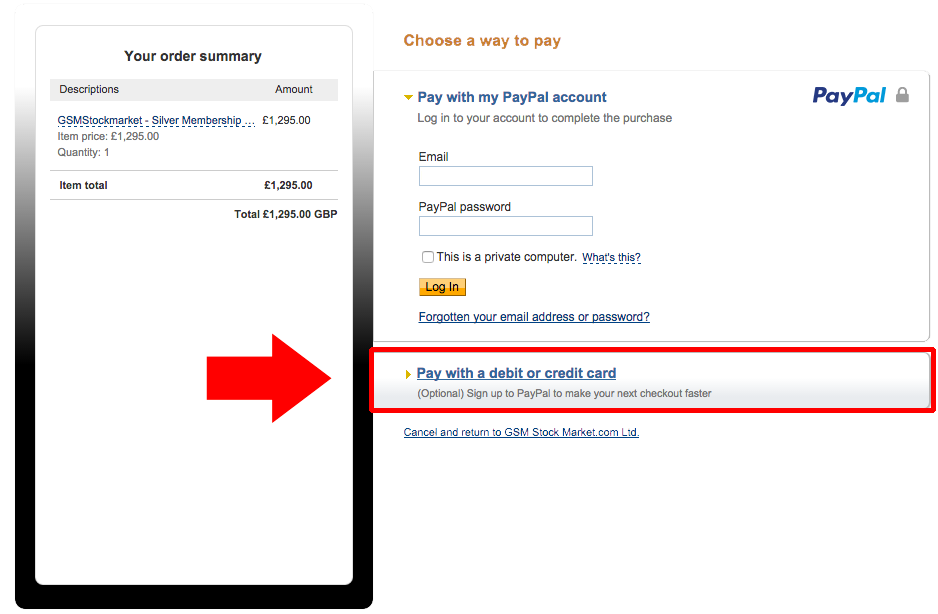 Your order summary
Descriptions Amount
GSMStockmarket - Silver Membership ... £1,295.00
Item price: £1,295.00
Quantity: 1
Item total £1,295.00
Total £1,295.00 GBP
Choose a way to pay
Pay with my PayPal account
PayPal
Log in to your account to complete the purchase
Email
PayPal password
This is a private computer. What's this?
Log In
Forgotten your email address or password?
Pay with a debit or credit card
(Optional) Sign up to PayPal to make your next checkout faster
Cancel and return to GSM Stock Market.com Ltd.